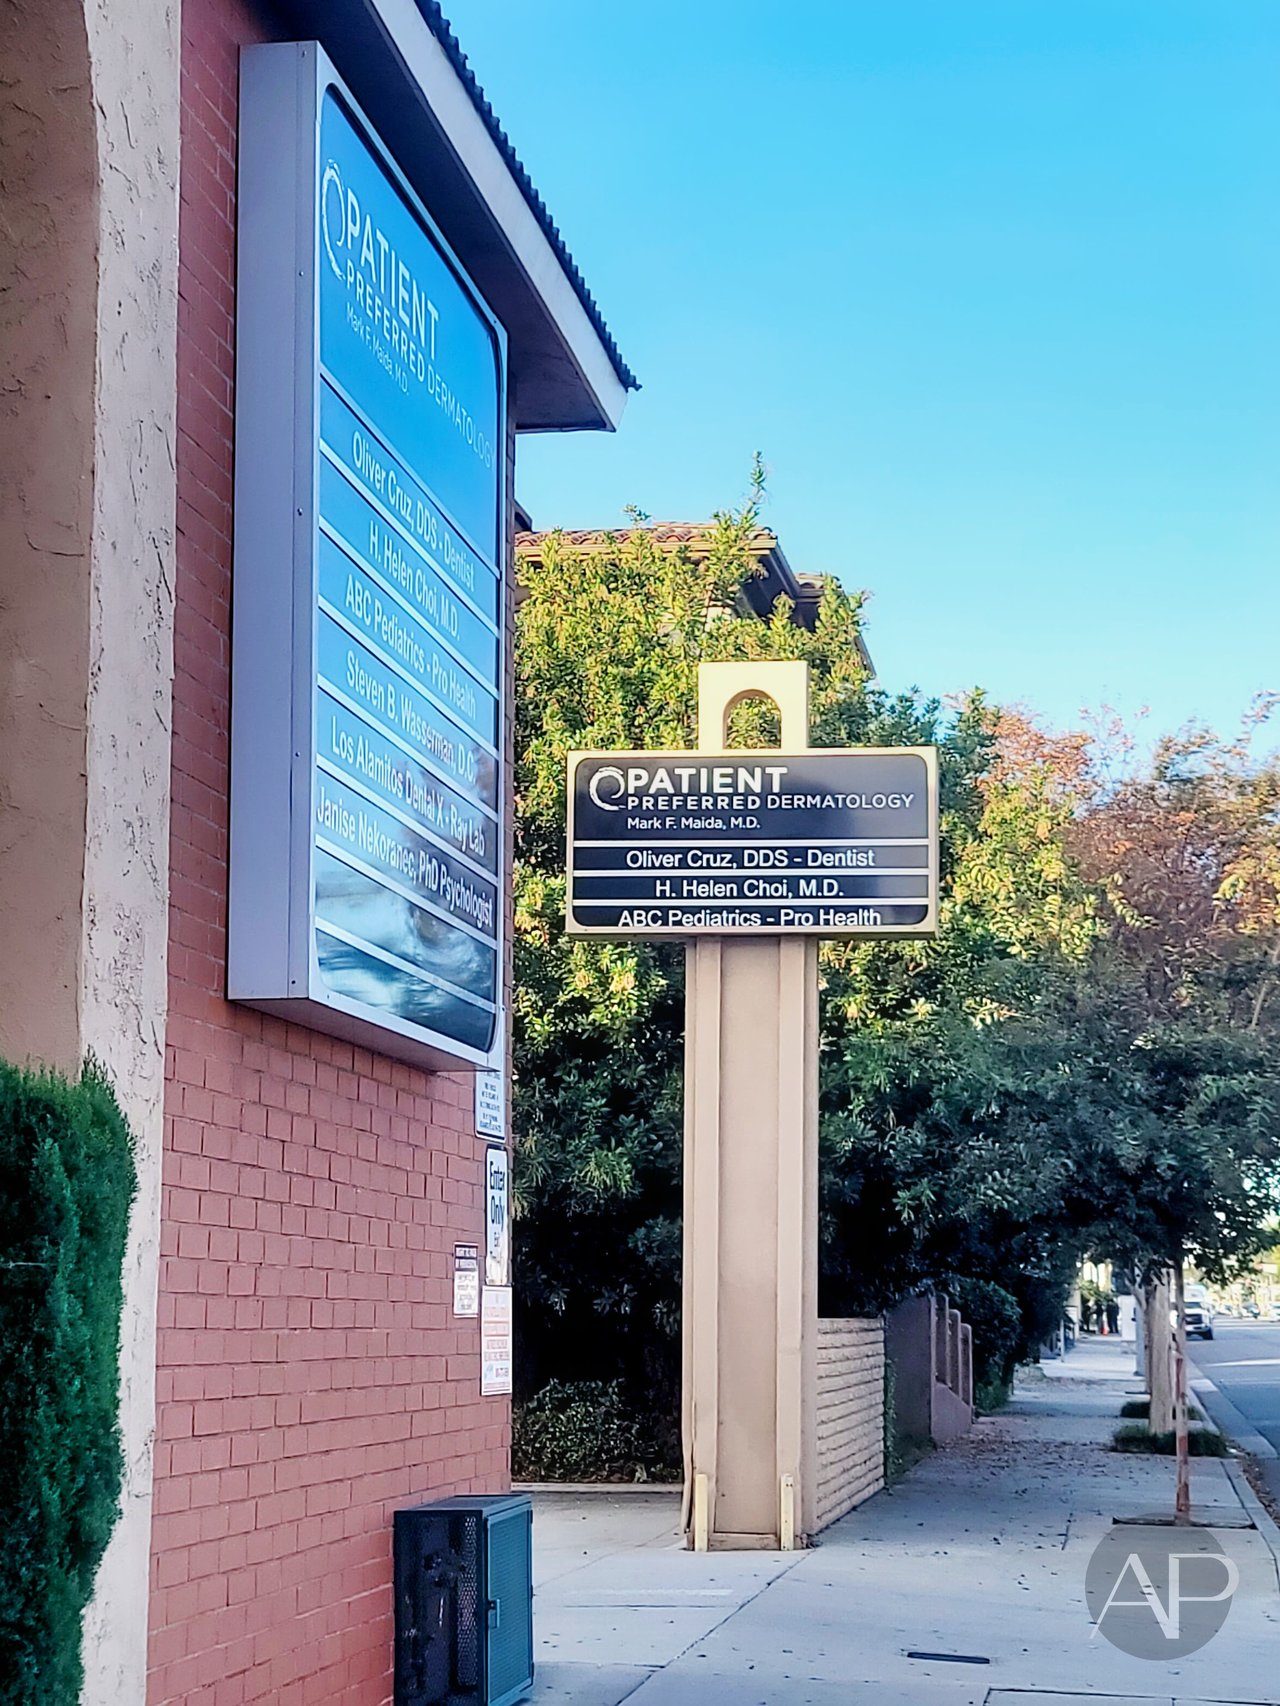 PATIENT
PREFERRED DERMATOLOGY
Mark F. Maida, M.D.
Oliver Cruz, DDS - Dentist
H. Helen Choi, M.D.
ABC Pediatrics - Pro Health
Steven B. Wasserman, D.C.
Los Alamitos Dental X - Ray Lab
Janise Nekoranec, PhD Psychologist
PATIENT
PREFERRED DERMATOLOGY
Mark F. Maida, M.D.
Oliver Cruz, DDS - Dentist
H. Helen Choi, M.D.
ABC Pediatrics - Pro Health
Enter
Only
AP